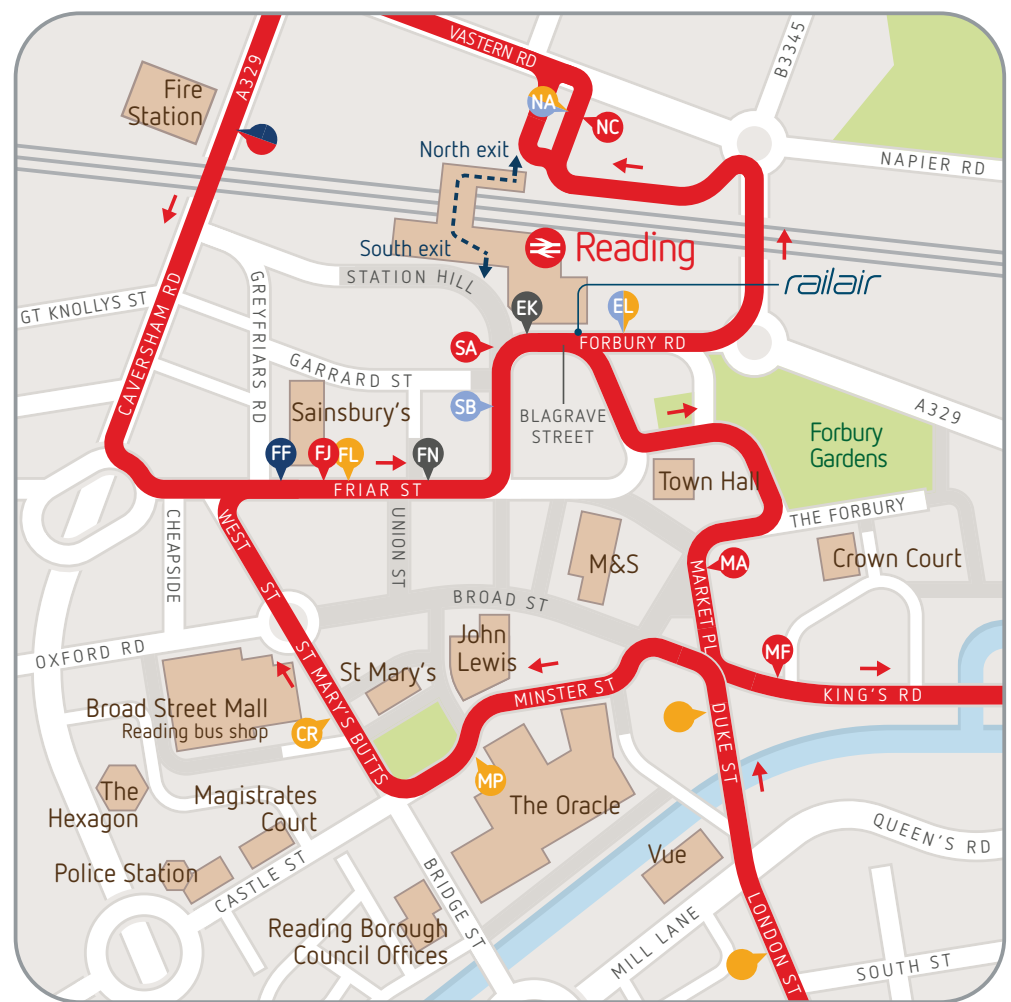 VASTERN RD
A329
B3345
Fire
Station
NA
NC
NAPIER RD
North exit
South exit
Reading
STATION HILL
railair
GT KNOLLYS ST
GREYFRIARS RD
CAVERSHAM RD
EK
EL
SA
FORBURY RD
GARRARD ST
SB
BLAGRAVE
STREET
A329
Sainsbury's
Forbury
Gardens
FF
FJ
FL
FN
FRIAR ST
Town Hall
THE FORBURY
CHEAPSIDE
WEST ST
UNION ST
M&S
MA
Crown Court
MARKET PL
BROAD ST
OXFORD RD
John
Lewis
St Mary's
MF
KING'S RD
MINSTER ST
ST MARY'S BUTTS
Broad Street Mall
Reading bus shop
CR
DUKE ST
MP
The
Hexagon
Magistrates
Court
The Oracle
QUEEN'S RD
Vue
Police Station
CASTLE ST
BRIDGE ST
LONDON ST
Reading Borough
Council Offices
MILL LANE
SOUTH ST